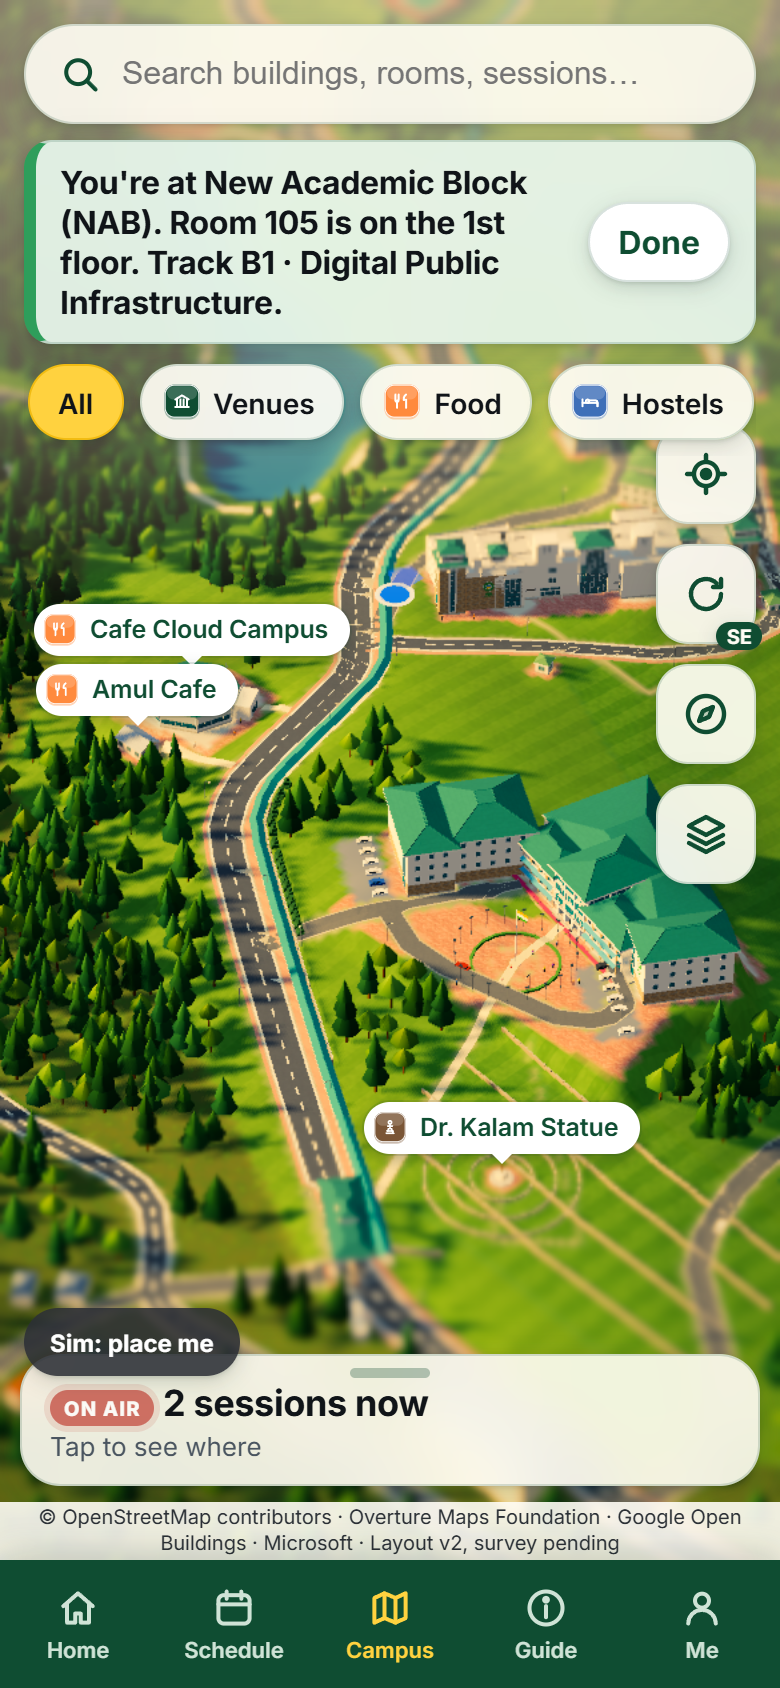 Search buildings, rooms, sessions…
You're at New Academic Block
(NAB). Room 105 is on the 1st
floor. Track B1 · Digital Public
Infrastructure.
Done
All
Venues
Food
Hostels
SE
Cafe Cloud Campus
Amul Cafe
Dr. Kalam Statue
Sim: place me
ON AIR 2 sessions now
Tap to see where
© OpenStreetMap contributors · Overture Maps Foundation · Google Open
Buildings · Microsoft · Layout v2, survey pending
Home
Schedule
Campus
Guide
Me